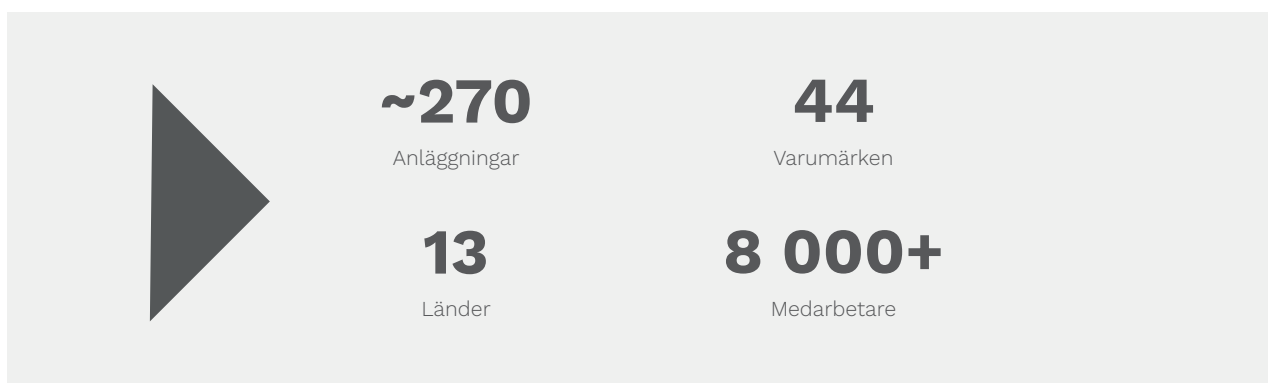 ~270
Anläggningar
44
Varumärken
13
Länder
8 000+
Medarbetare